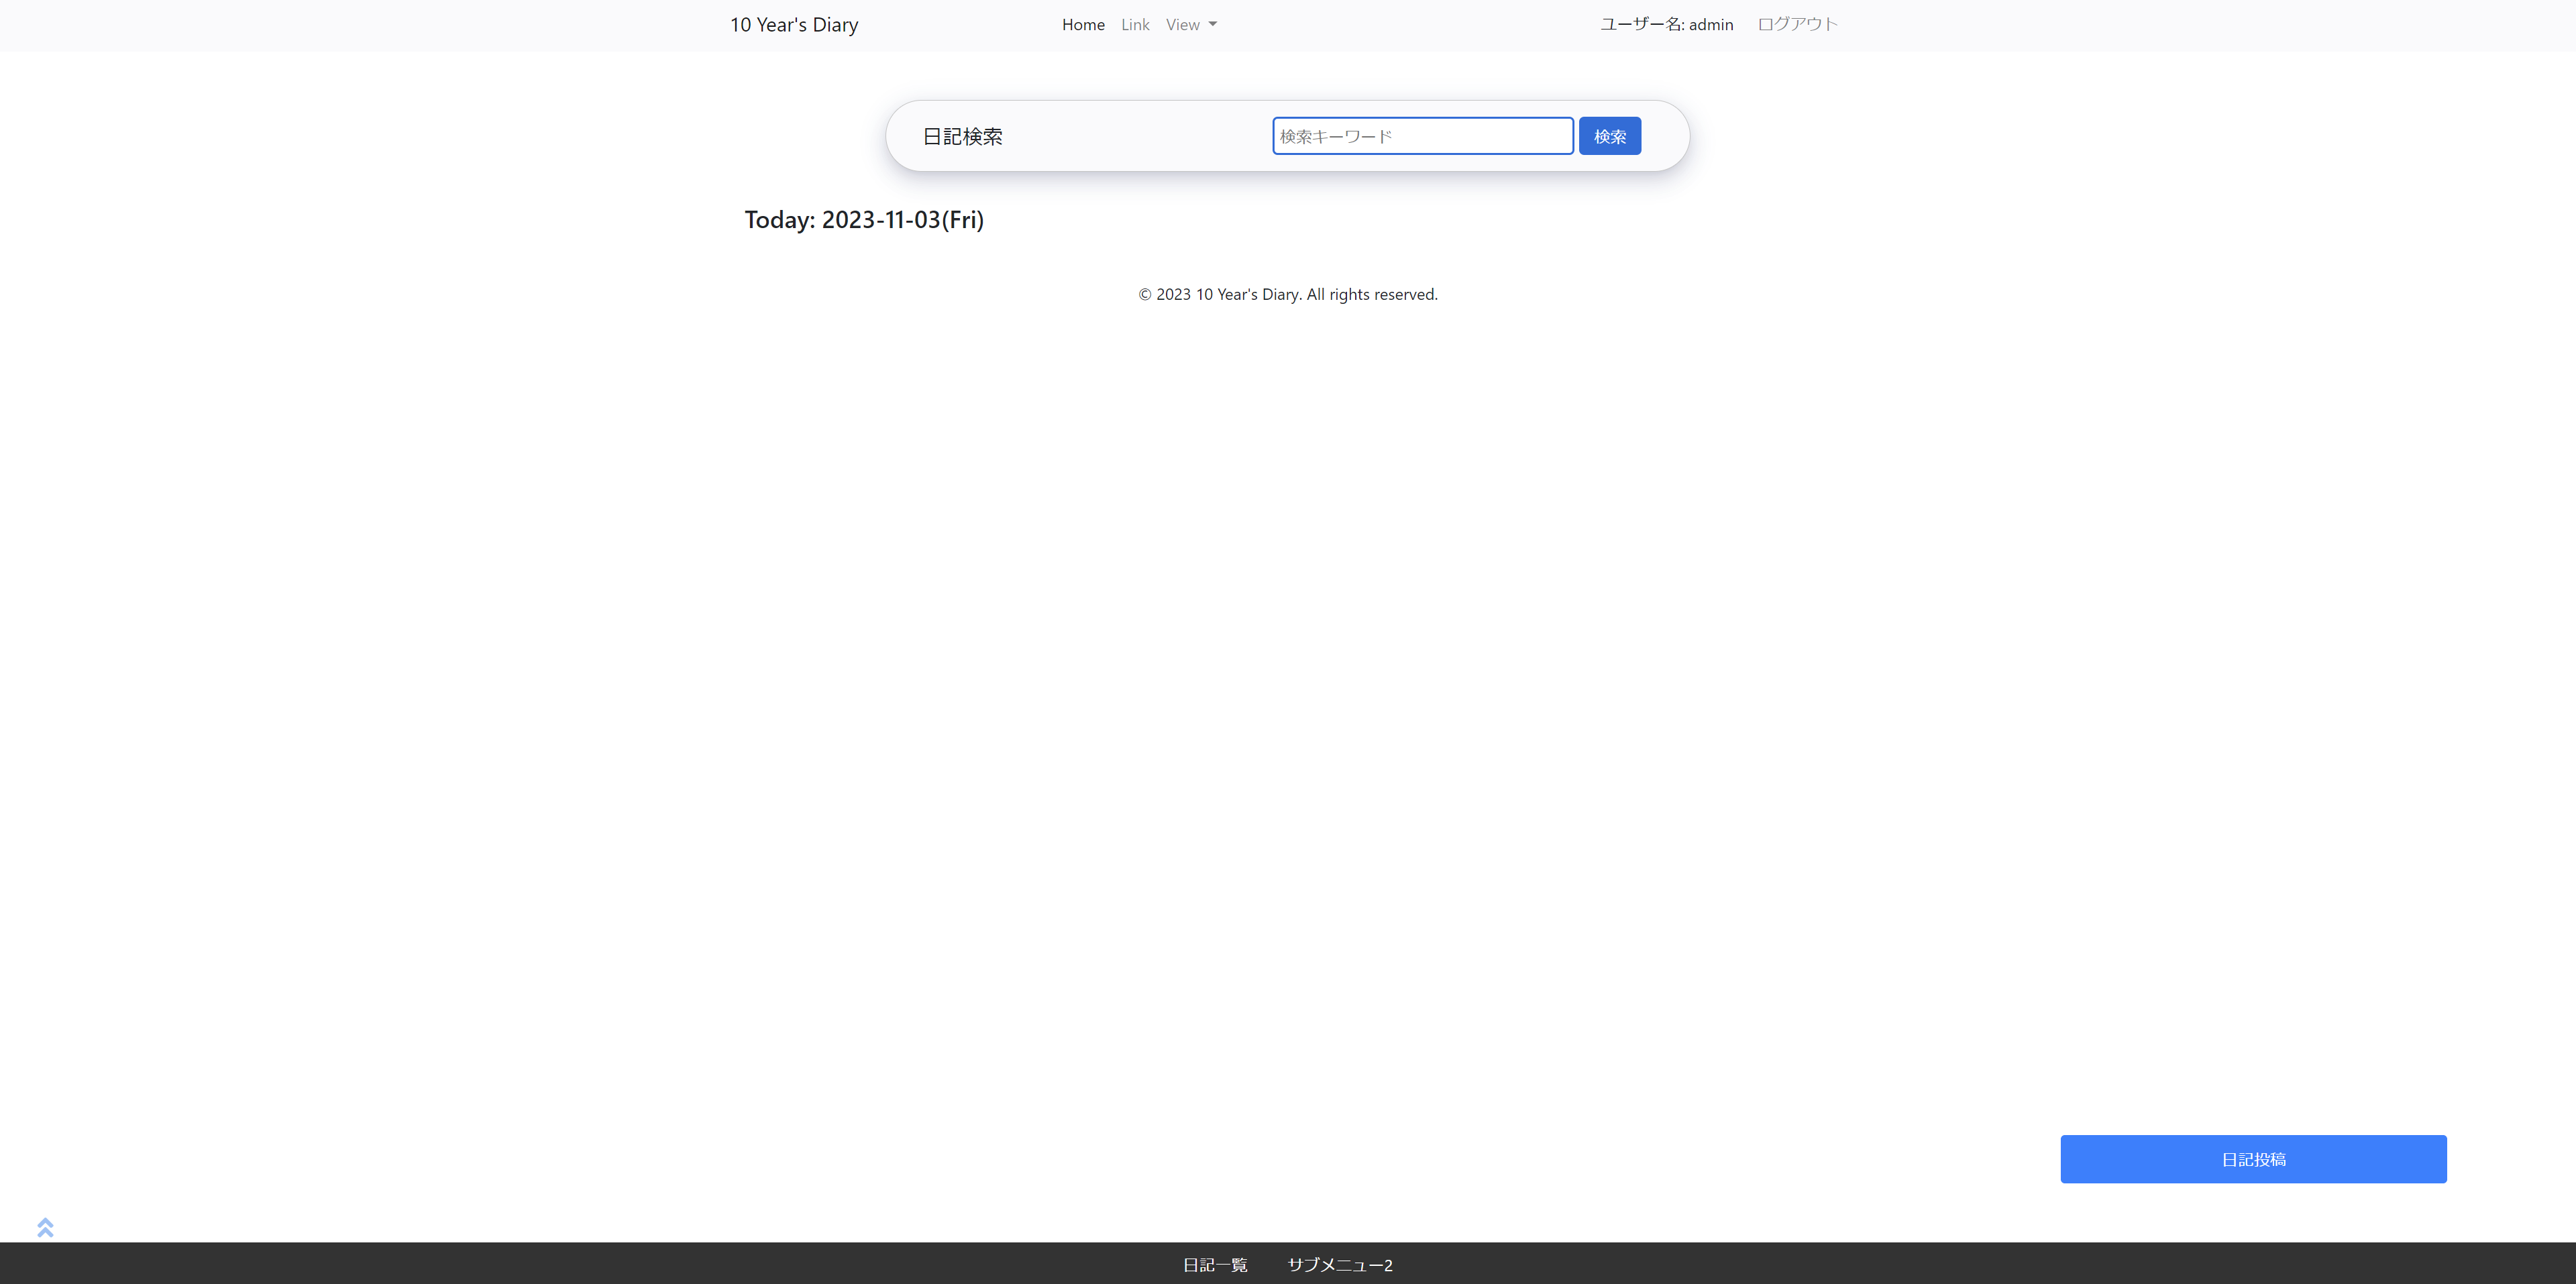 10 Year's Diary Home Link View ユーザー名: admin ログアウト
日記検索 検索キーワード 検索
Today: 2023-11-03(Fri)
© 2023 10 Year's Diary. All rights reserved.
日記投稿
日記一覧 サブメニュー2